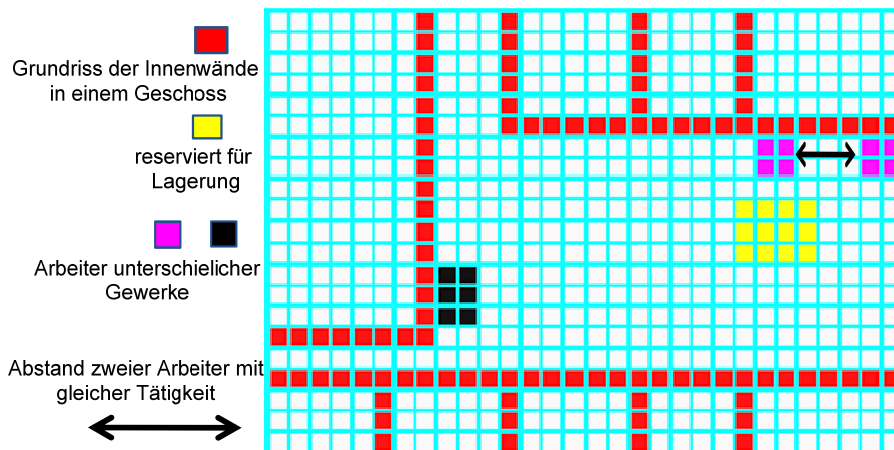 Grundriss der Innenwände
in einem Geschoss
reserviert für
Lagerung
Arbeiter unterschielicher
Gewerke
Abstand zweier Arbeiter mit
gleicher Tätigkeit